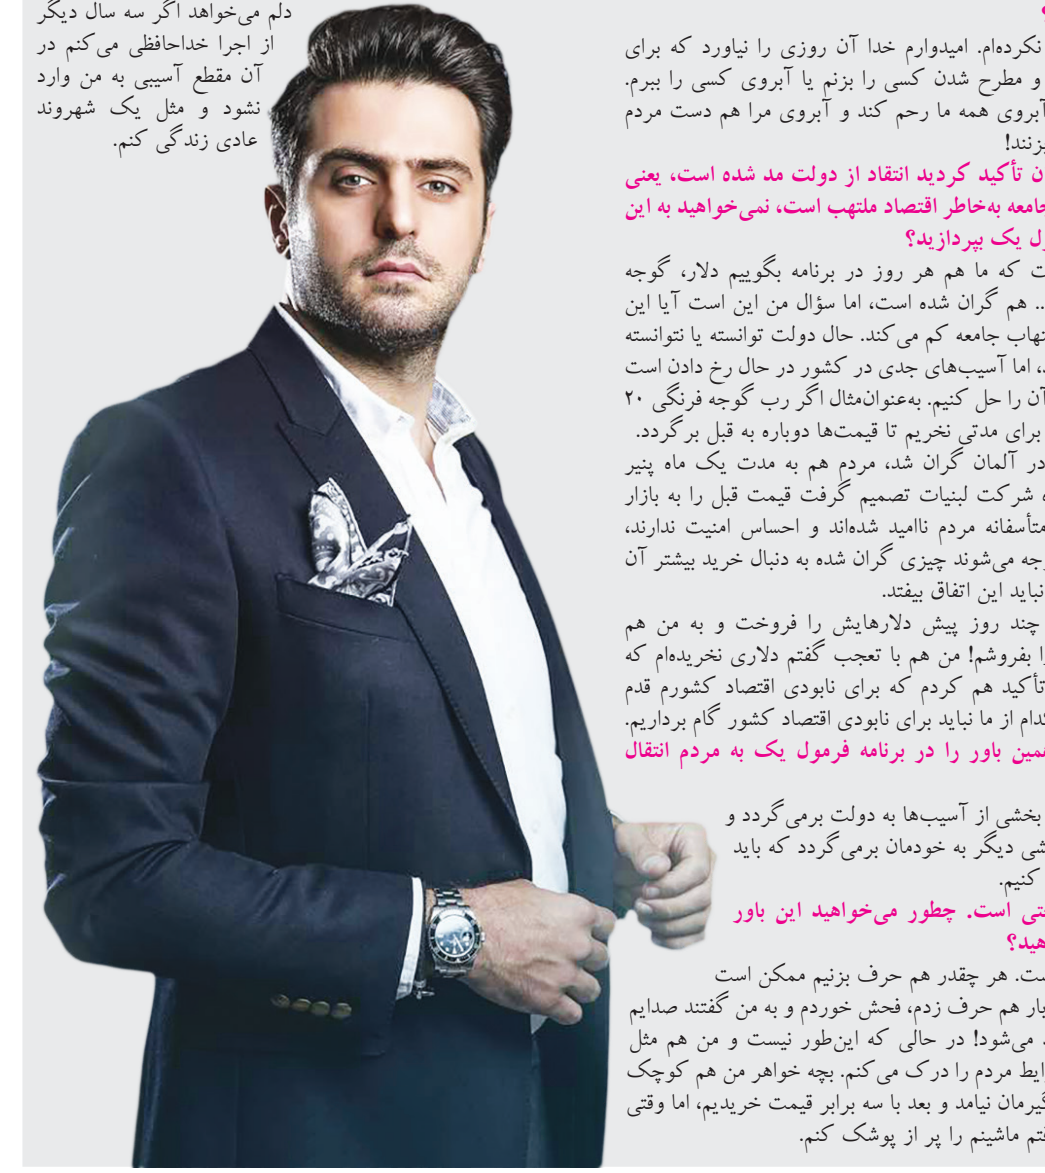 ؟
نکرده‌ام. امیدوارم خدا آن روزی را نیاورد که برای
و مطرح شدن کسی را بزنم یا آبروی کسی را ببرم.
آبروی همه ما رحم کند و آبروی مرا هم دست مردم
بزنند!
ن تأکید کردید انتقاد از دولت مد شده است، یعنی
جامعه به‌خاطر اقتصاد ملتهب است، نمی‌خواهید به این
ول یک بپردازید؟
ت که ما هم هر روز در برنامه بگوییم دلار، گوجه
.. هم گران شده است، اما سؤال من این است آیا این
تهاب جامعه کم می‌کند. حال دولت توانسته یا نتوانسته
د، اما آسیب‌های جدی در کشور در حال رخ دادن است
آن را حل کنیم. به‌عنوان‌مثال اگر رب گوجه فرنگی ۲۰
برای مدتی نخریم تا قیمت‌ها دوباره به قبل برگردد.
در آلمان گران شد، مردم هم به مدت یک ماه پنیر
ه شرکت لبنیات تصمیم گرفت قیمت قبل را به بازار
متأسفانه مردم ناامید شده‌اند و احساس امنیت ندارند،
وجه می‌شوند چیزی گران شده به دنبال خرید بیشتر آن
نباید این اتفاق بیفتد.
چند روز پیش دلارهایش را فروخت و به من هم
را بفروشم! من هم با تعجب گفتم دلاری نخریده‌ام که
تأکید هم کردم که برای نابودی اقتصاد کشورم قدم
کدام از ما نباید برای نابودی اقتصاد کشور گام برداریم.
همین باور را در برنامه فرمول یک به مردم انتقال
بخشی از آسیب‌ها به دولت برمی‌گردد و
شی دیگر به خودمان برمی‌گردد که باید
کنیم.
ختی است. چطور می‌خواهید این باور
هید؟
ست. هر چقدر هم حرف بزنیم ممکن است
بار هم حرف زدم، فحش خوردم و به من گفتند صدایم
د می‌شود! در حالی که این‌طور نیست و من هم مثل
رایط مردم را درک می‌کنم. بچه خواهر من هم کوچک
گیرمان نیامد و بعد با سه برابر قیمت خریدیم، اما وقتی
فتم ماشینم را پر از پوشک کنم.
دلم می‌خواهد اگر سه سال دیگر
از اجرا خداحافظی می‌کنم در
آن مقطع آسیبی به من وارد
نشود و مثل یک شهروند
عادی زندگی کنم.